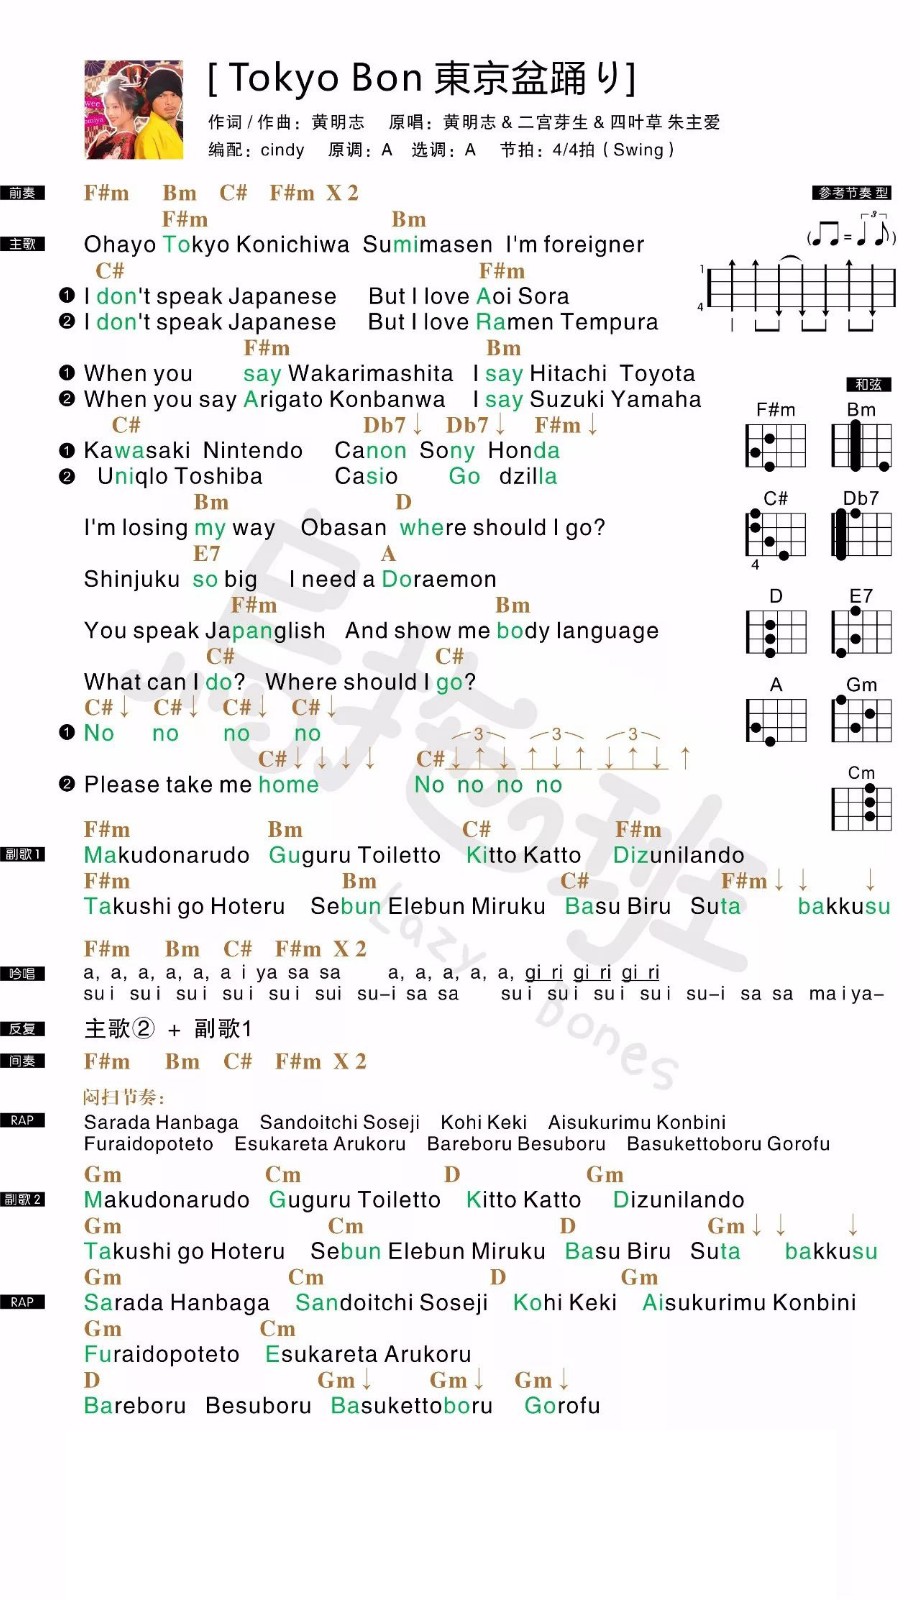 [ Tokyo Bon 東京盆踊り]
作词 / 作曲：黄明志 原唱：黄明志 & 二宫芽生 & 四叶草 朱主爱
编配：cindy 原调：A 选调：A 节拍：4/4拍（Swing）
前奏 F#m Bm C# F#m X 2
参考节奏型
F#m Bm
主歌 Ohayo Tokyo Konichiwa Sumimasen I'm foreigner
( = 3 )
C# F#m
❶ I don't speak Japanese But I love Aoi Sora
❷ I don't speak Japanese But I love Ramen Tempura
1
4
F#m Bm
❶ When you say Wakarimashita I say Hitachi Toyota
❷ When you say Arigato Konbanwa I say Suzuki Yamaha
和弦
F#m Bm
C# Db7↓ Db7↓ F#m↓
❶ Kawasaki Nintendo Canon Sony Honda
❷ Uniqlo Toshiba Casio Go dzilla
C# Db7
4
Bm D
I'm losing my way Obasan where should I go?
E7 A
Shinjuku so big I need a Doraemon
D E7
F#m Bm
You speak Japanglish And show me body language
C# C#
What can I do? Where should I go?
A Gm
C#↓ C#↓ C#↓ C#↓
❶ No no no no
3 3 3
C#↓ ↓ ↓ ↓ C#↓ ↑ ↓ ↑ ↓ ↑ ↓ ↑ ↓ ↑
❷ Please take me home No no no no
Cm
F#m Bm C# F#m
副歌1 Makudonarudo Guguru Toiletto Kitto Katto Dizunilando
F#m Bm C# F#m↓ ↓ ↓
Takushi go Hoteru Sebun Elebun Miruku Basu Biru Suta bakkusu
F#m Bm C# F#m X 2
吟唱 a, a, a, a, a, a i ya sa sa a, a, a, a, a, gi ri gi ri gi ri
sui sui sui sui sui sui su-i sa sa sui sui sui sui su-i sa sa maiya-
反复 主歌② + 副歌1
间奏 F#m Bm C# F#m X 2
闷扫节奏：
RAP Sarada Hanbaga Sandoitchi Soseji Kohi Keki Aisukurimu Konbini
Furaidopoteto Esukareta Arukoru Bareboru Besuboru Basukettoboru Gorofu
Gm Cm D Gm
副歌2 Makudonarudo Guguru Toiletto Kitto Katto Dizunilando
Gm Cm D Gm↓ ↓ ↓
Takushi go Hoteru Sebun Elebun Miruku Basu Biru Suta bakkusu
Gm Cm D Gm
RAP Sarada Hanbaga Sandoitchi Soseji Kohi Keki Aisukurimu Konbini
Gm Cm
Furaidopoteto Esukareta Arukoru
D Gm↓ Gm↓ Gm↓
Bareboru Besuboru Basukettoboru Gorofu
乌拖班
Lazy bones